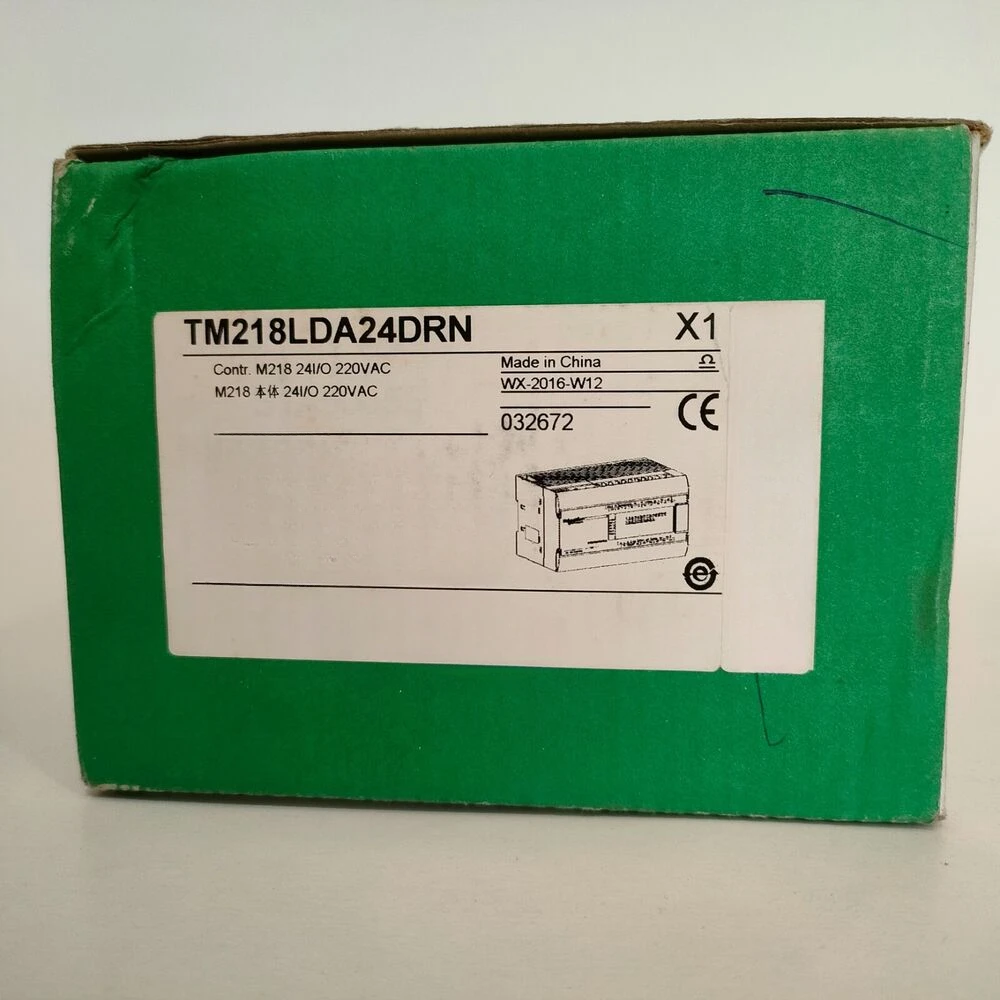 TM218LDA24DRN
X1
Contr. M218 24I/O 220VAC
M218 本体 24I/O 220VAC
Made in China
WX-2016-W12
032672
CE
e